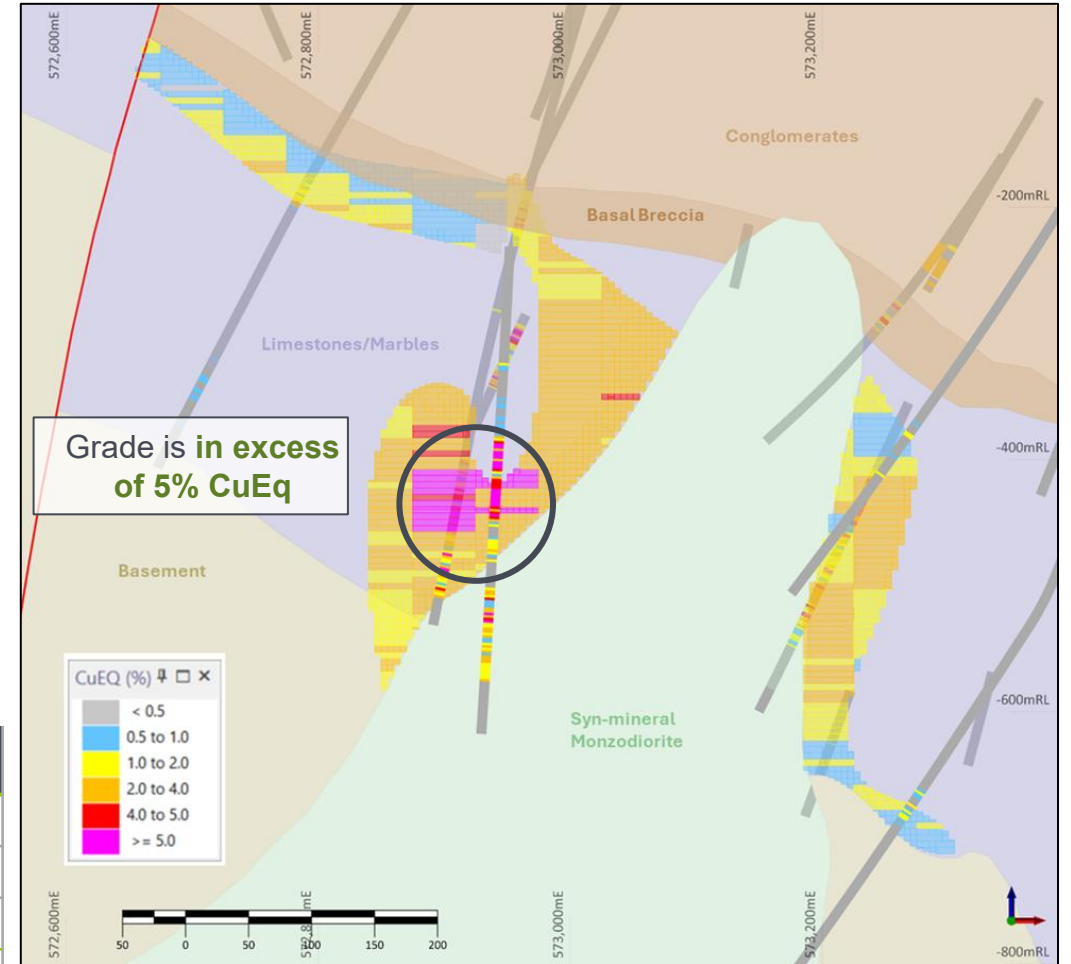 572,600mE
572,800mE
573,000mE
573,200mE
Conglomerates
-200mRL
Basal Breccia
Limestones/Marbles
Grade is in excess
of 5% CuEq
-400mRL
Basement
CuEQ (%)
< 0.5
0.5 to 1.0
1.0 to 2.0
2.0 to 4.0
4.0 to 5.0
>= 5.0
-600mRL
Syn-mineral
Monzodiorite
572,600mE
572,800mE
573,000mE
573,200mE
50 0 50 100 150 200
-800mRL